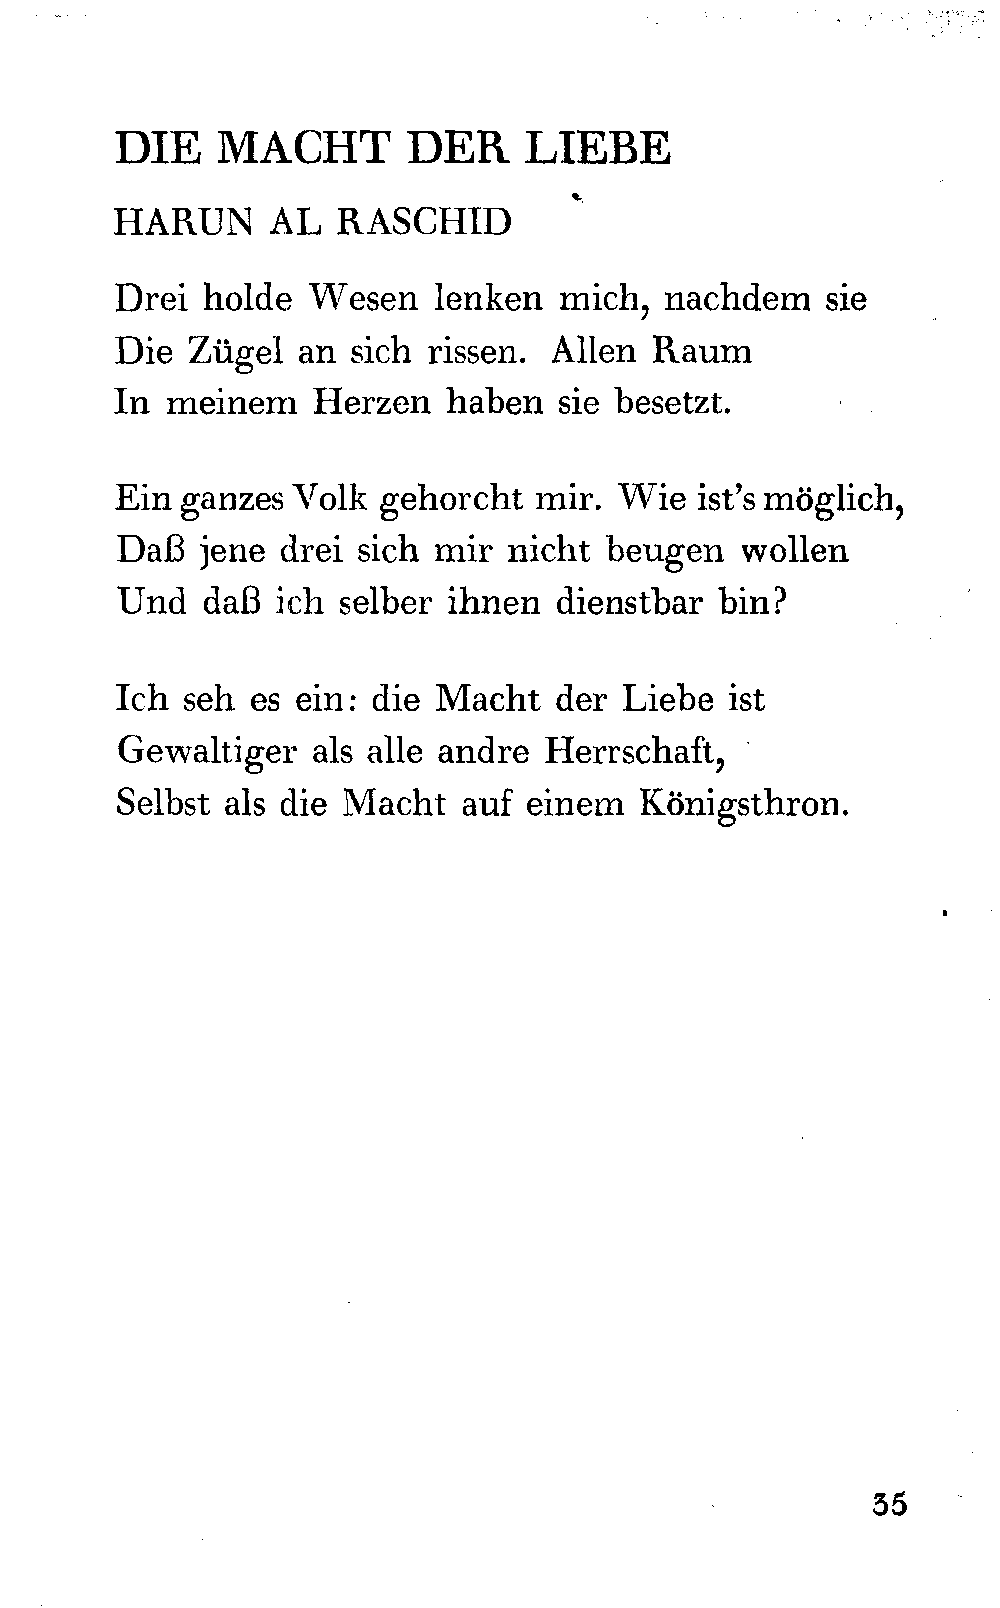 DIE MACHT DER LIEBE
HARUN AL RASCHID
Drei holde Wesen lenken mich, nachdem sie
Die Zügel an sich rissen. Allen Raum
In meinem Herzen haben sie besetzt.
Ein ganzes Volk gehorcht mir. Wie ist's möglich,
Daß jene drei sich mir nicht beugen wollen
Und daß ich selber ihnen dienstbar bin?
Ich seh es ein: die Macht der Liebe ist
Gewaltiger als alle andre Herrschaft,
Selbst als die Macht auf einem Königsthron.
35